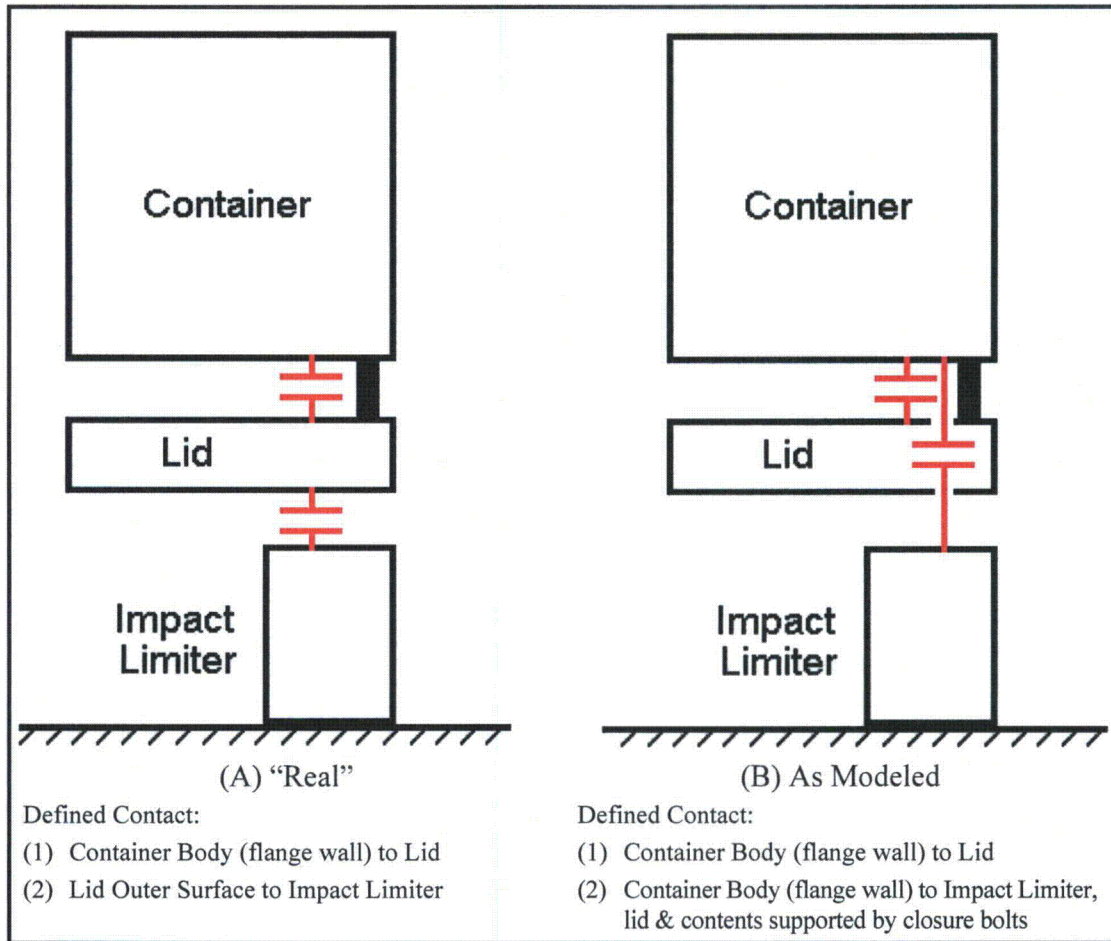 Container
Lid
Impact
Limiter
(A) “Real”
Defined Contact:
(1) Container Body (flange wall) to Lid
(2) Lid Outer Surface to Impact Limiter
Container
Lid
Impact
Limiter
(B) As Modeled
Defined Contact:
(1) Container Body (flange wall) to Lid
(2) Container Body (flange wall) to Impact Limiter,
lid & contents supported by closure bolts